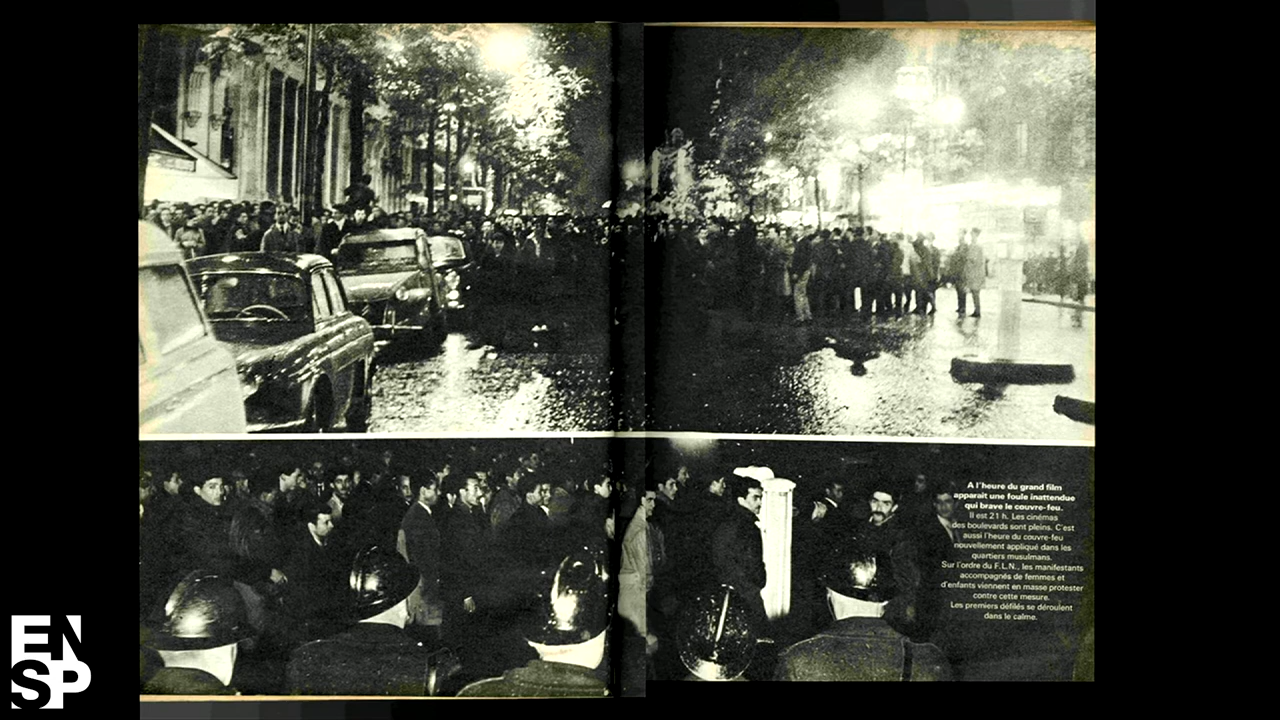 A l'heure du grand film
apparait une foule inattendue
qui brave le couvre-feu.
Il est 21 h. Les cinémas
des boulevards sont pleins. C'est
aussi l'heure du couvre-feu
nouvellement appliqué dans les
quartiers musulmans.
Sur l'ordre du F.L.N., les manifestants
accompagnés de femmes et
d'enfants viennent en masse protester
contre cette mesure.
Les premiers défilés se déroulent
dans le calme.
EN
SP